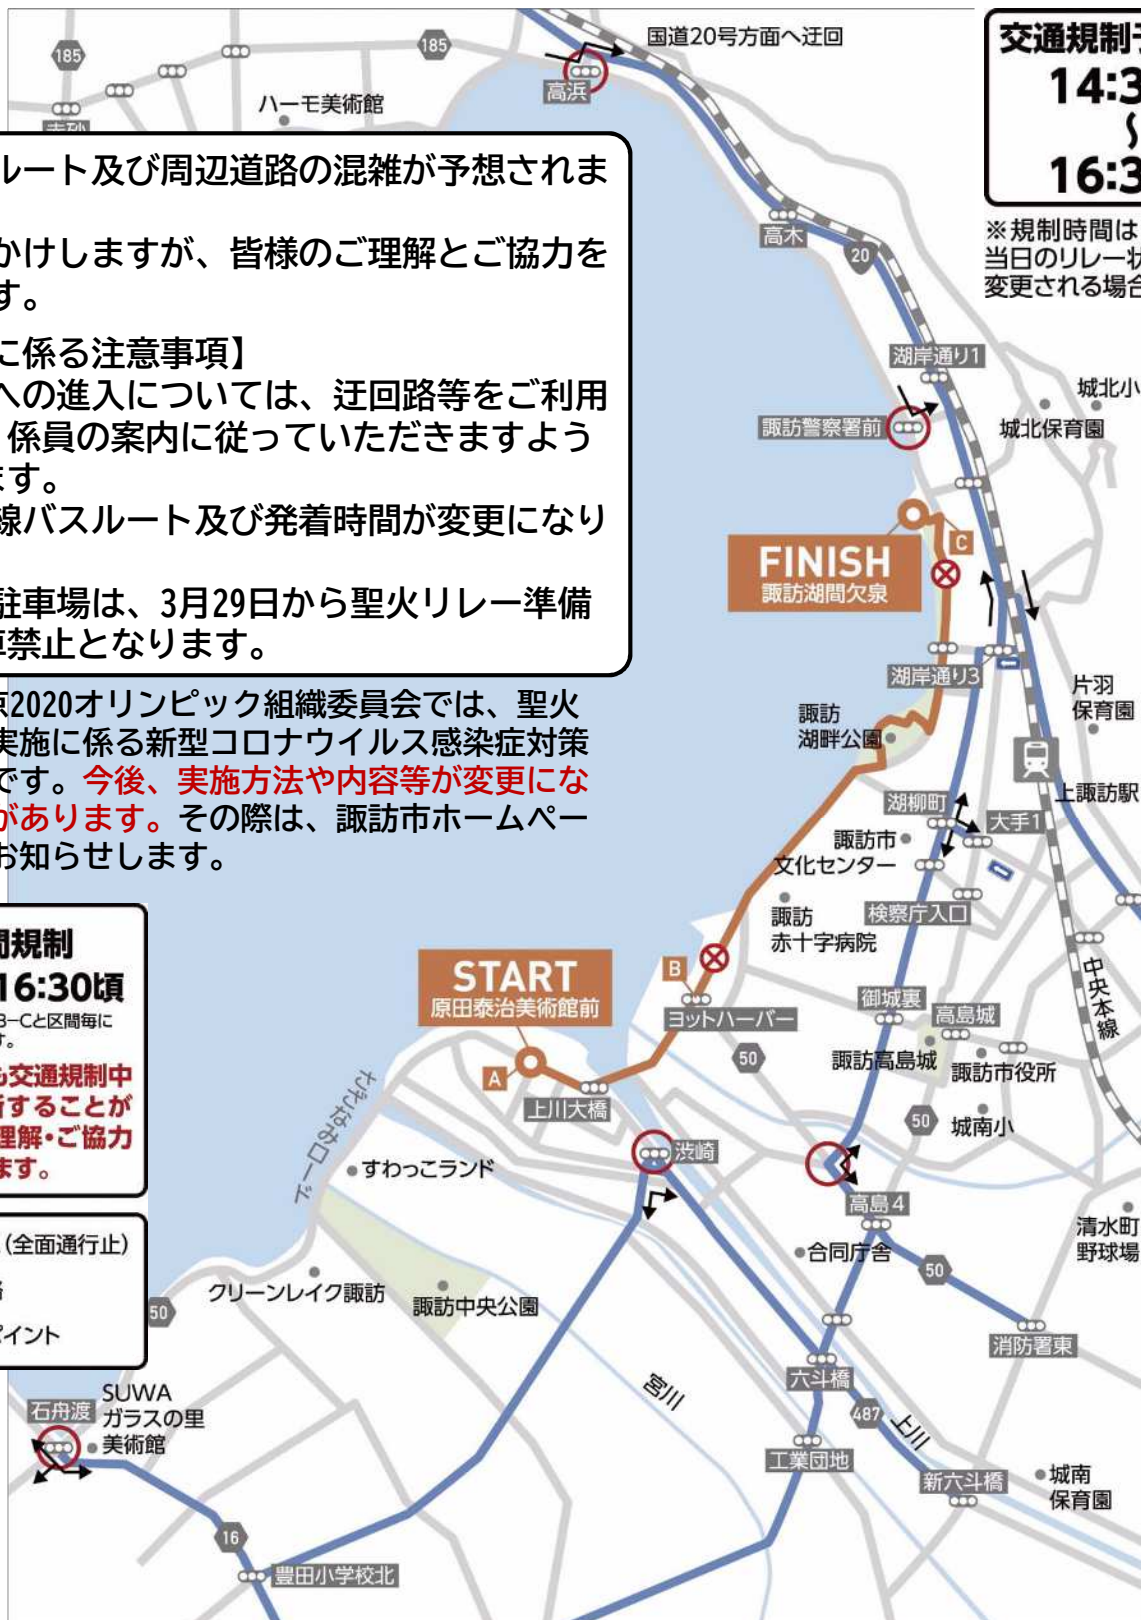 185
185
国道20号方面へ迂回
高浜
ハーモ美術館
交通規制
14:3
〜
16:3
※規制時間は
当日のリレー状
変更される場合
ルート及び周辺道路の混雑が予想されま
かけしますが、皆様のご理解とご協力を
す。
に係る注意事項】
への進入については、迂回路等をご利用
係員の案内に従っていただきますよう
ます。
線バスルート及び発着時間が変更になり
駐車場は、3月29日から聖火リレー準備
車禁止となります。
京2020オリンピック組織委員会では、聖火
実施に係る新型コロナウイルス感染症対策
です。今後、実施方法や内容等が変更にな
があります。その際は、諏訪市ホームペー
お知らせします。
高木
20
湖岸通り1
城北小
城北保育園
諏訪警察署前
FINISH
諏訪湖間欠泉
C
湖岸通り3
片羽
保育園
諏訪
湖畔公園
上諏訪駅
湖柳町
大手1
諏訪市
文化センター
検察庁入口
諏訪
赤十字病院
中央本線
間規制
16:30頃
B-Cと区間毎に
す。
も交通規制中
断することが
理解・ご協力
ます。
START
原田泰治美術館前
A
B
ヨットハーバー
上川大橋
御城裏
高島城
50
諏訪高島城
諏訪市役所
50
城南小
渋崎
すわっこランド
高島4
合同庁舎
清水町
野球場
(全面通行止)
路
ポイント
50
クリーンレイク諏訪
諏訪中央公園
50
消防署東
六斗橋
宮川
487
上川
工業団地
新六斗橋
城南
保育園
SUWA
ガラスの里
美術館
石舟渡
16
豊田小学校北